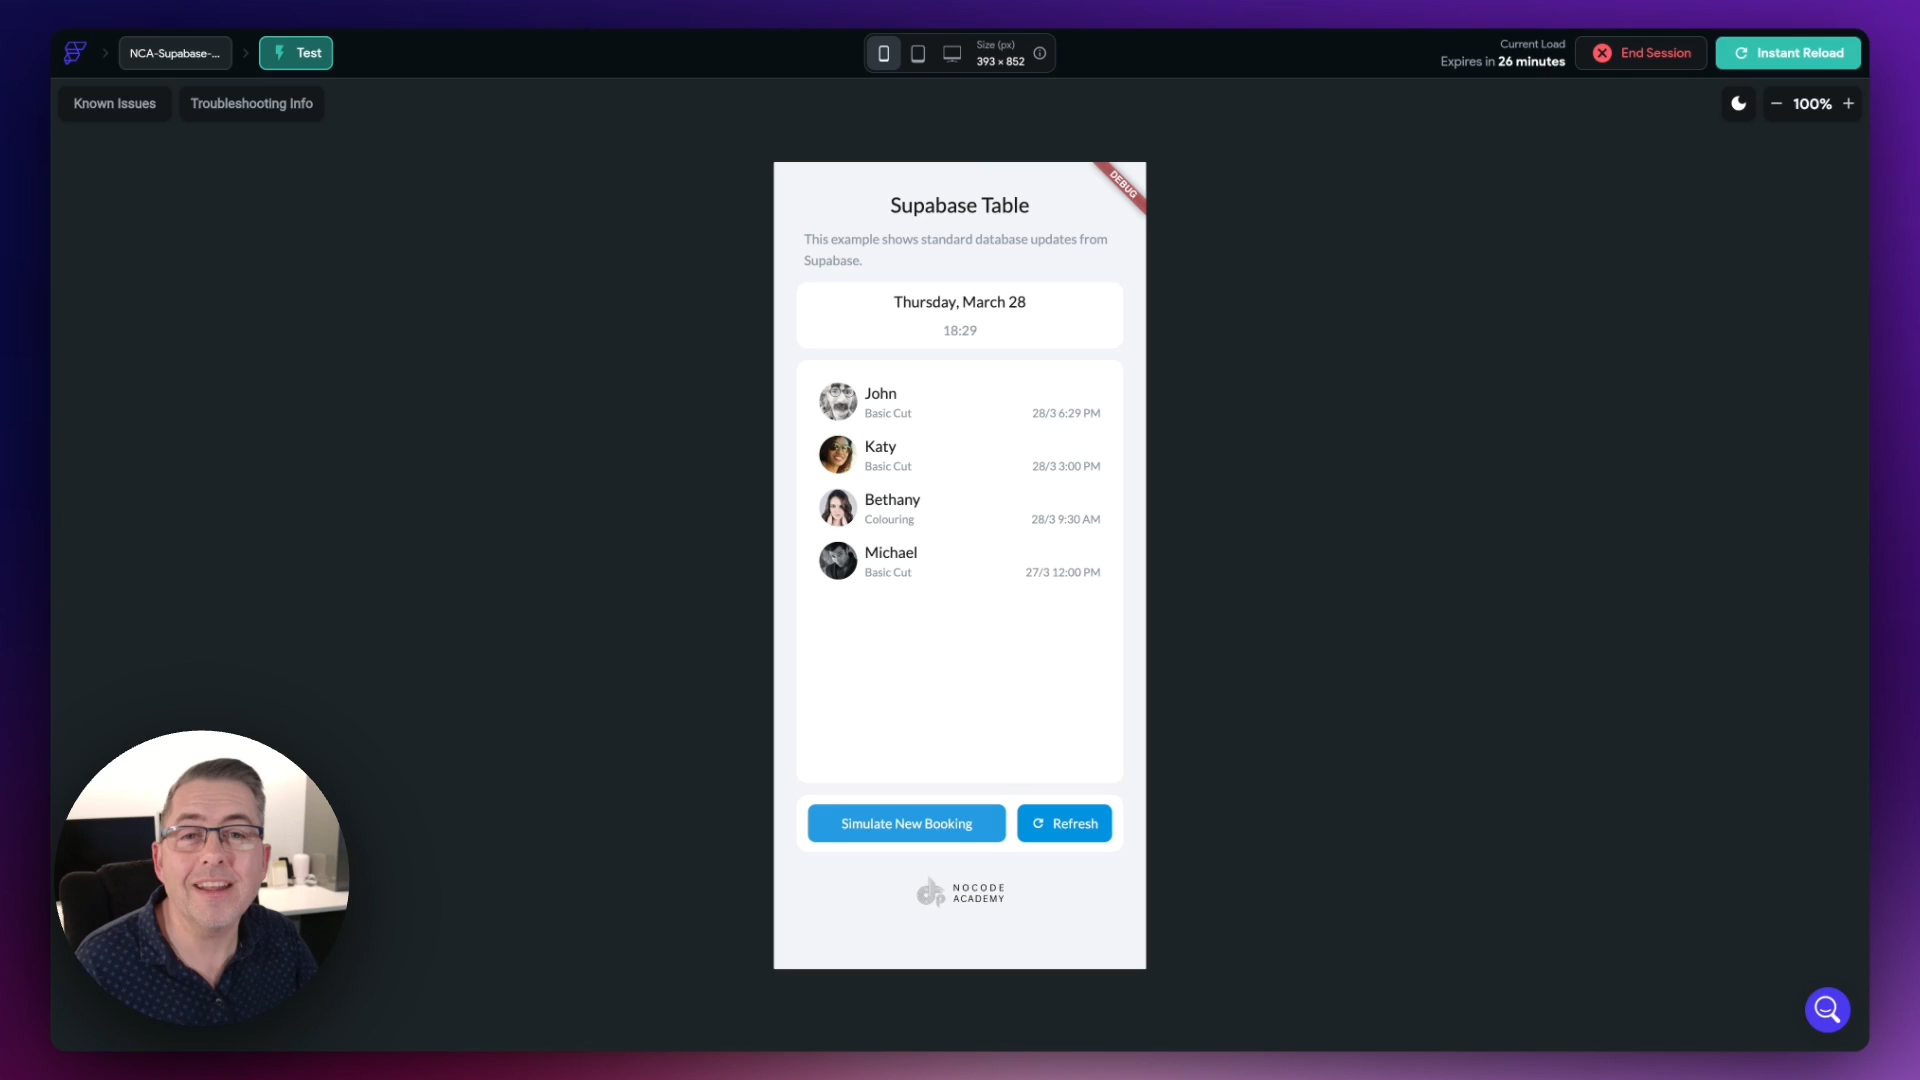 NCA-Supabase-...
Test
Size (px)
393 × 852
Current Load
Expires in 26 minutes
End Session
Instant Reload
Known Issues
Troubleshooting Info
100%
DEBUG
Supabase Table
This example shows standard database updates from
Supabase.
Thursday, March 28
18:29
John
Basic Cut
28/3 6:29 PM
Katy
Basic Cut
28/3 3:00 PM
Bethany
Colouring
28/3 9:30 AM
Michael
Basic Cut
27/3 12:00 PM
Simulate New Booking
Refresh
NOCODE
ACADEMY